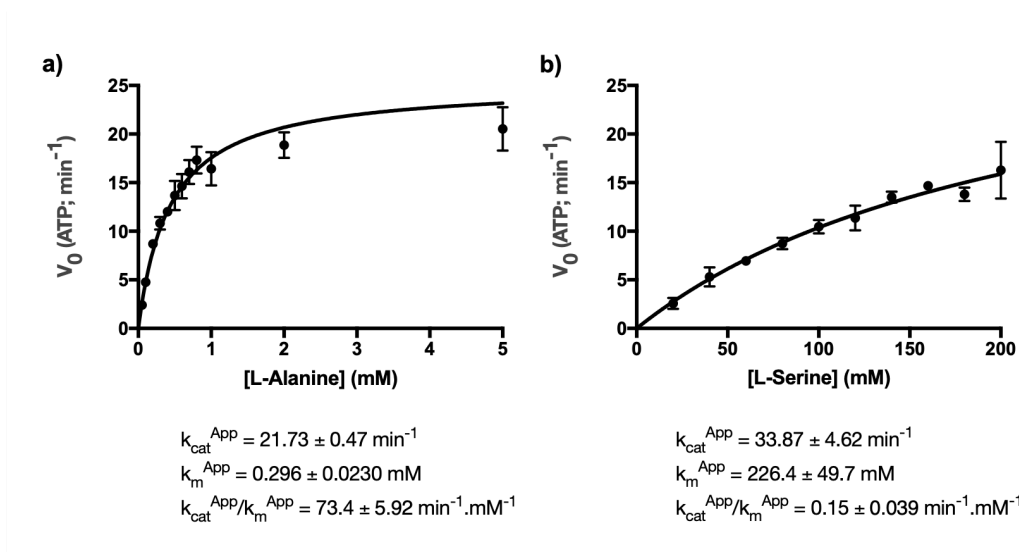 a)
25
20
15
10
5
0
V0 (ATP; min-1)
0 1 2 3 4 5
[L-Alanine] (mM)
kcatApp = 21.73 ± 0.47 min-1
kmApp = 0.296 ± 0.0230 mM
kcatApp/kmApp = 73.4 ± 5.92 min-1.mM-1
b)
25
20
15
10
5
0
V0 (ATP; min-1)
0 50 100 150 200
[L-Serine] (mM)
kcatApp = 33.87 ± 4.62 min-1
kmApp = 226.4 ± 49.7 mM
kcatApp/kmApp = 0.15 ± 0.039 min-1.mM-1